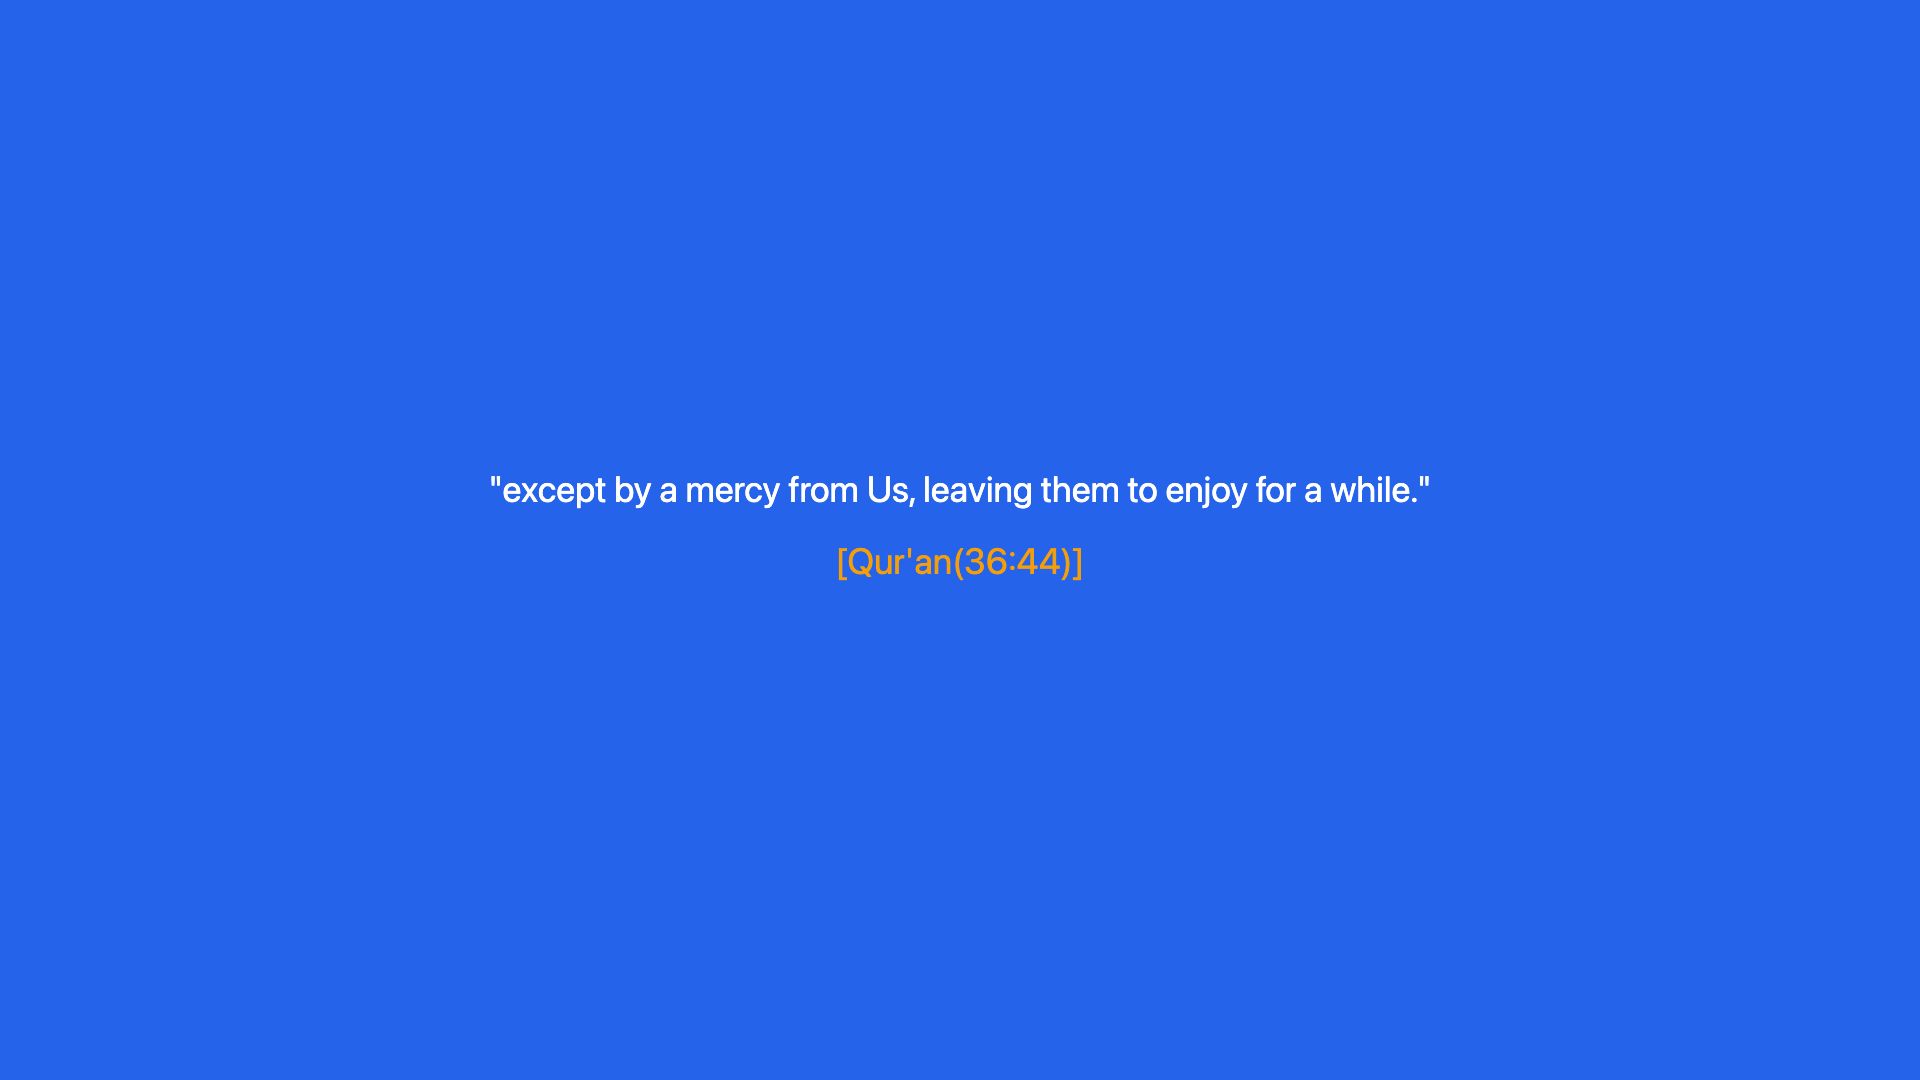 "except by a mercy from Us, leaving them to enjoy for a while."
[Qur'an(36:44)]